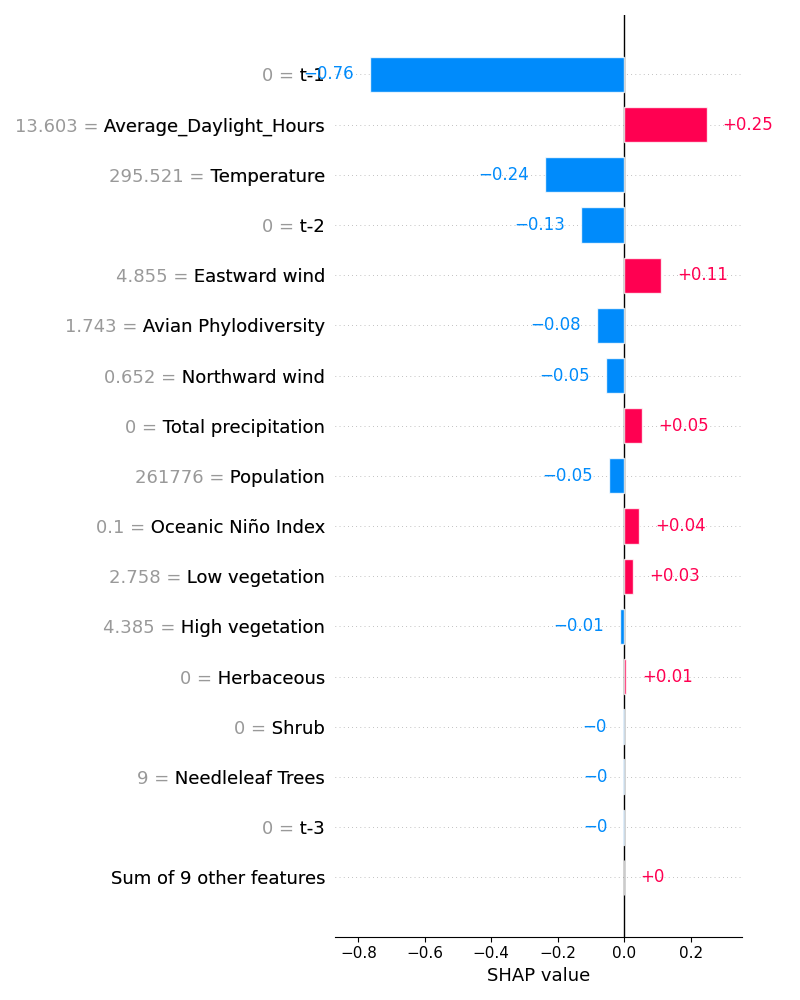 0 = t-1 −0.76
13.603 = Average_Daylight_Hours +0.25
295.521 = Temperature −0.24
0 = t-2 −0.13
4.855 = Eastward wind +0.11
1.743 = Avian Phylodiversity −0.08
0.652 = Northward wind −0.05
0 = Total precipitation +0.05
261776 = Population −0.05
0.1 = Oceanic Niño Index +0.04
2.758 = Low vegetation +0.03
4.385 = High vegetation −0.01
0 = Herbaceous +0.01
0 = Shrub −0
9 = Needleleaf Trees −0
0 = t-3 −0
Sum of 9 other features +0
−0.8 −0.6 −0.4 −0.2 0.0 0.2
SHAP value